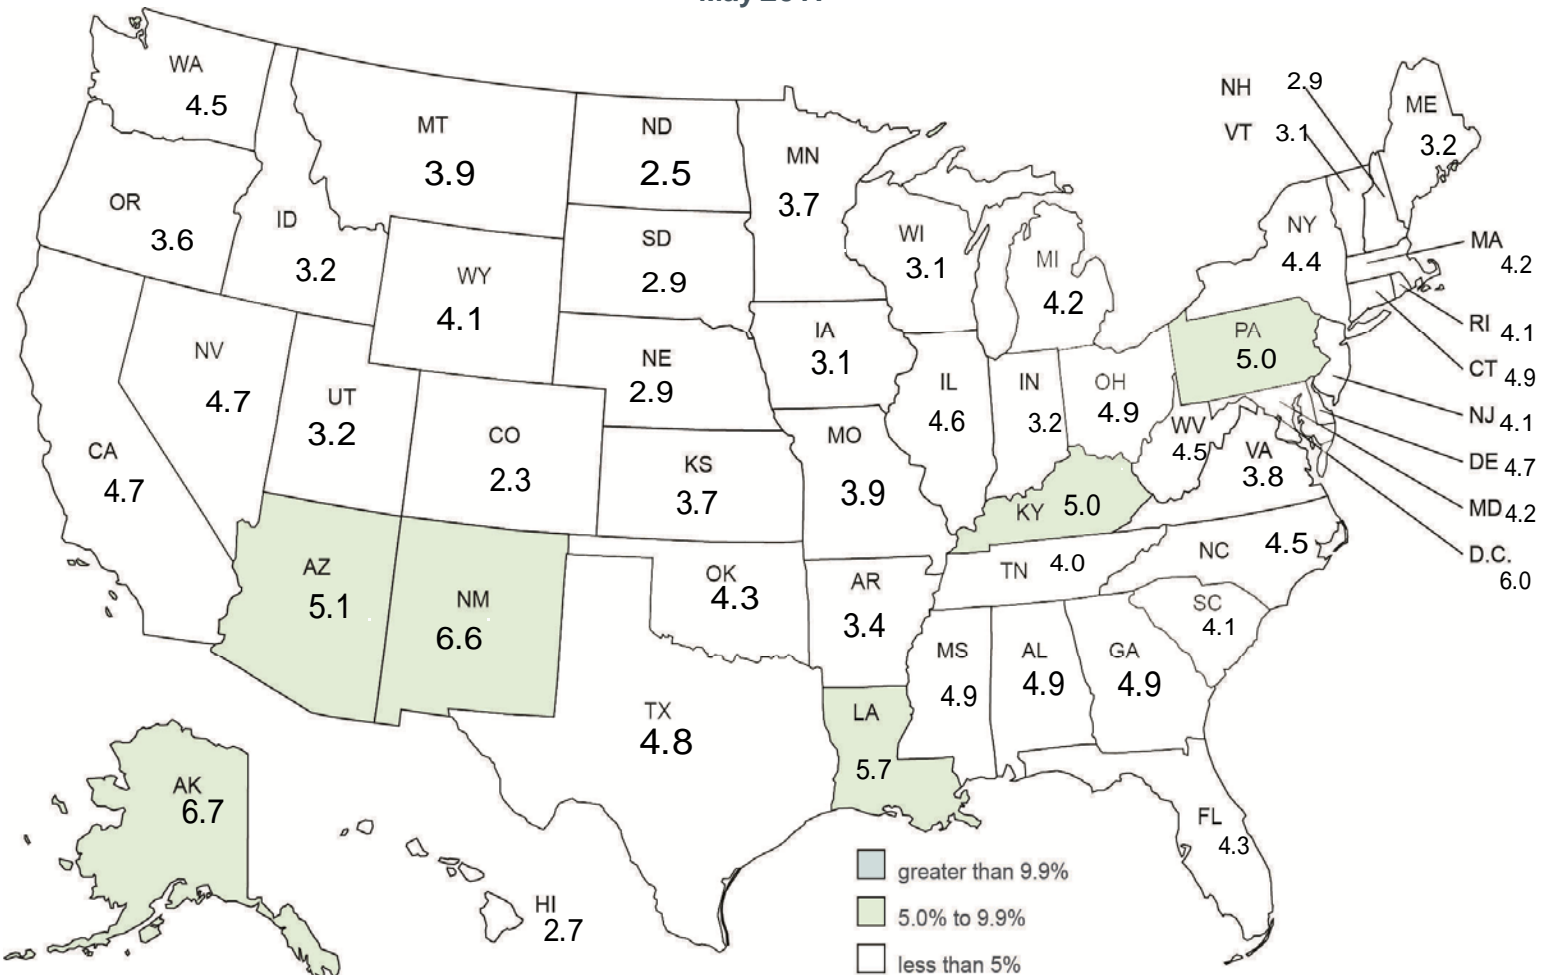 WA
4.5
MT
3.9
ND
2.5
MN
3.7
NH 2.9
VT 3.1
ME
3.2
OR
3.6
ID
3.2
WY
4.1
SD
2.9
WI
3.1
MI
4.2
NY
4.4
MA
4.2
RI 4.1
CT 4.9
NJ 4.1
DE 4.7
MD 4.2
D.C.
6.0
NV
4.7
UT
3.2
NE
2.9
IA
3.1
IL
4.6
IN
3.2
OH
4.9
PA
5.0
WV
4.5
VA
3.8
CA
4.7
CO
2.3
KS
3.7
MO
3.9
KY 5.0
AZ
5.1
NM
6.6
OK
4.3
AR
3.4
TN 4.0
NC 4.5
SC
4.1
MS
4.9
AL
4.9
GA
4.9
TX
4.8
LA
5.7
FL
4.3
AK
6.7
HI
2.7
greater than 9.9%
5.0% to 9.9%
less than 5%